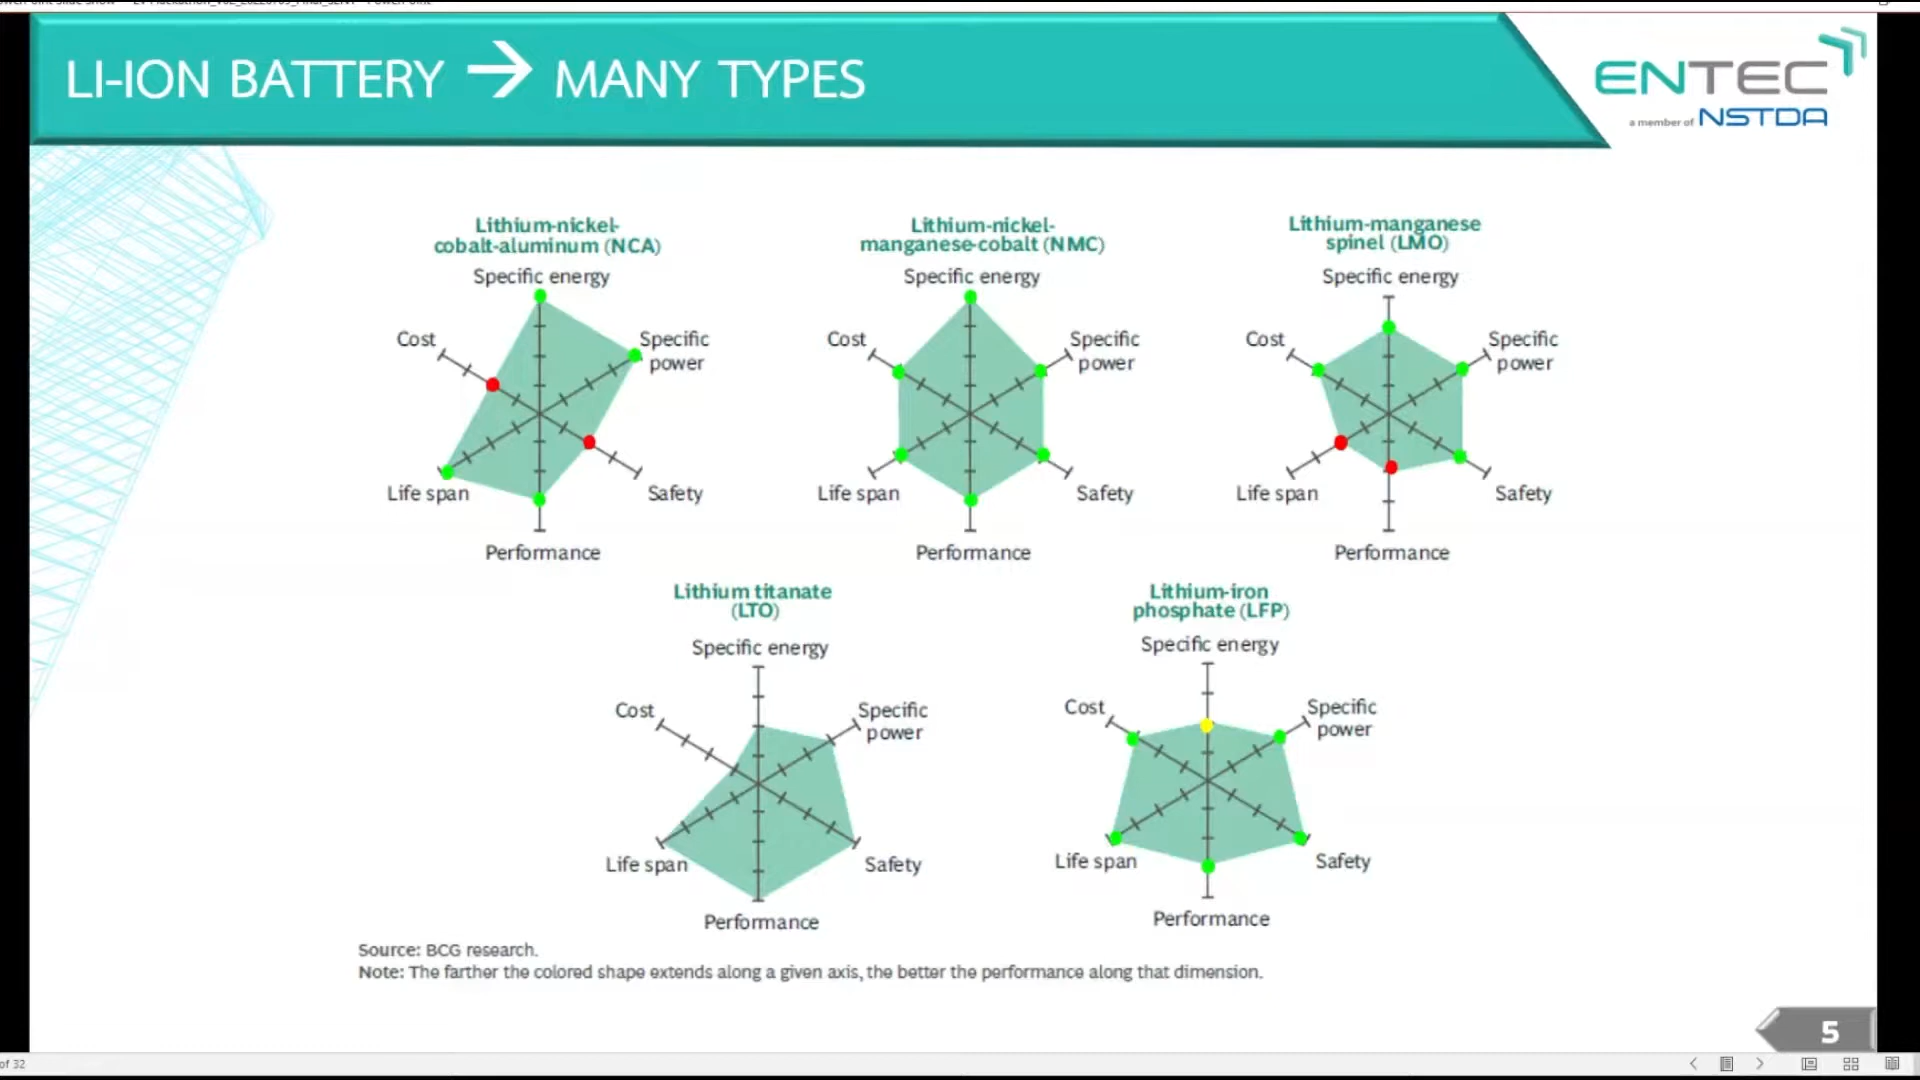 LI-ION BATTERY → MANY TYPES
ENTEC
a member of NSTDA
Lithium-nickel-
cobalt-aluminum (NCA)
Specific energy
Cost
Specific
power
Life span
Safety
Performance
Lithium-nickel-
manganese-cobalt (NMC)
Specific energy
Cost
Specific
power
Life span
Safety
Performance
Lithium-manganese
spinel (LMO)
Specific energy
Cost
Specific
power
Life span
Safety
Performance
Lithium titanate
(LTO)
Specific energy
Cost
Specific
power
Life span
Safety
Performance
Lithium-iron
phosphate (LFP)
Specific energy
Cost
Specific
power
Life span
Safety
Performance
Source: BCG research.
Note: The farther the colored shape extends along a given axis, the better the performance along that dimension.
5
of 32